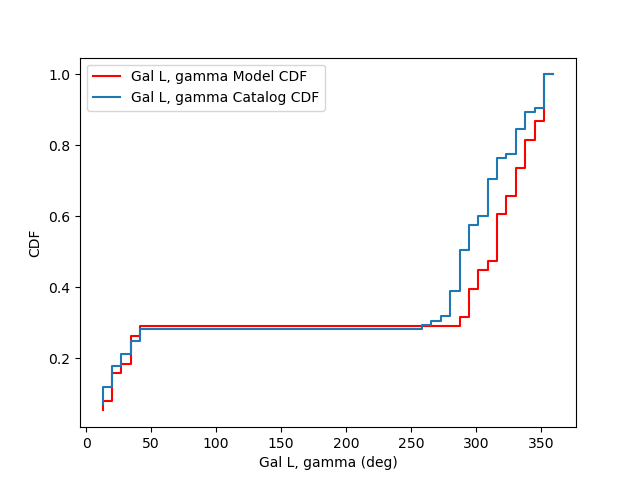 Gal L, gamma Model CDF
Gal L, gamma Catalog CDF
1.0
0.8
0.6
0.4
0.2
CDF
0 50 100 150 200 250 300 350
Gal L, gamma (deg)